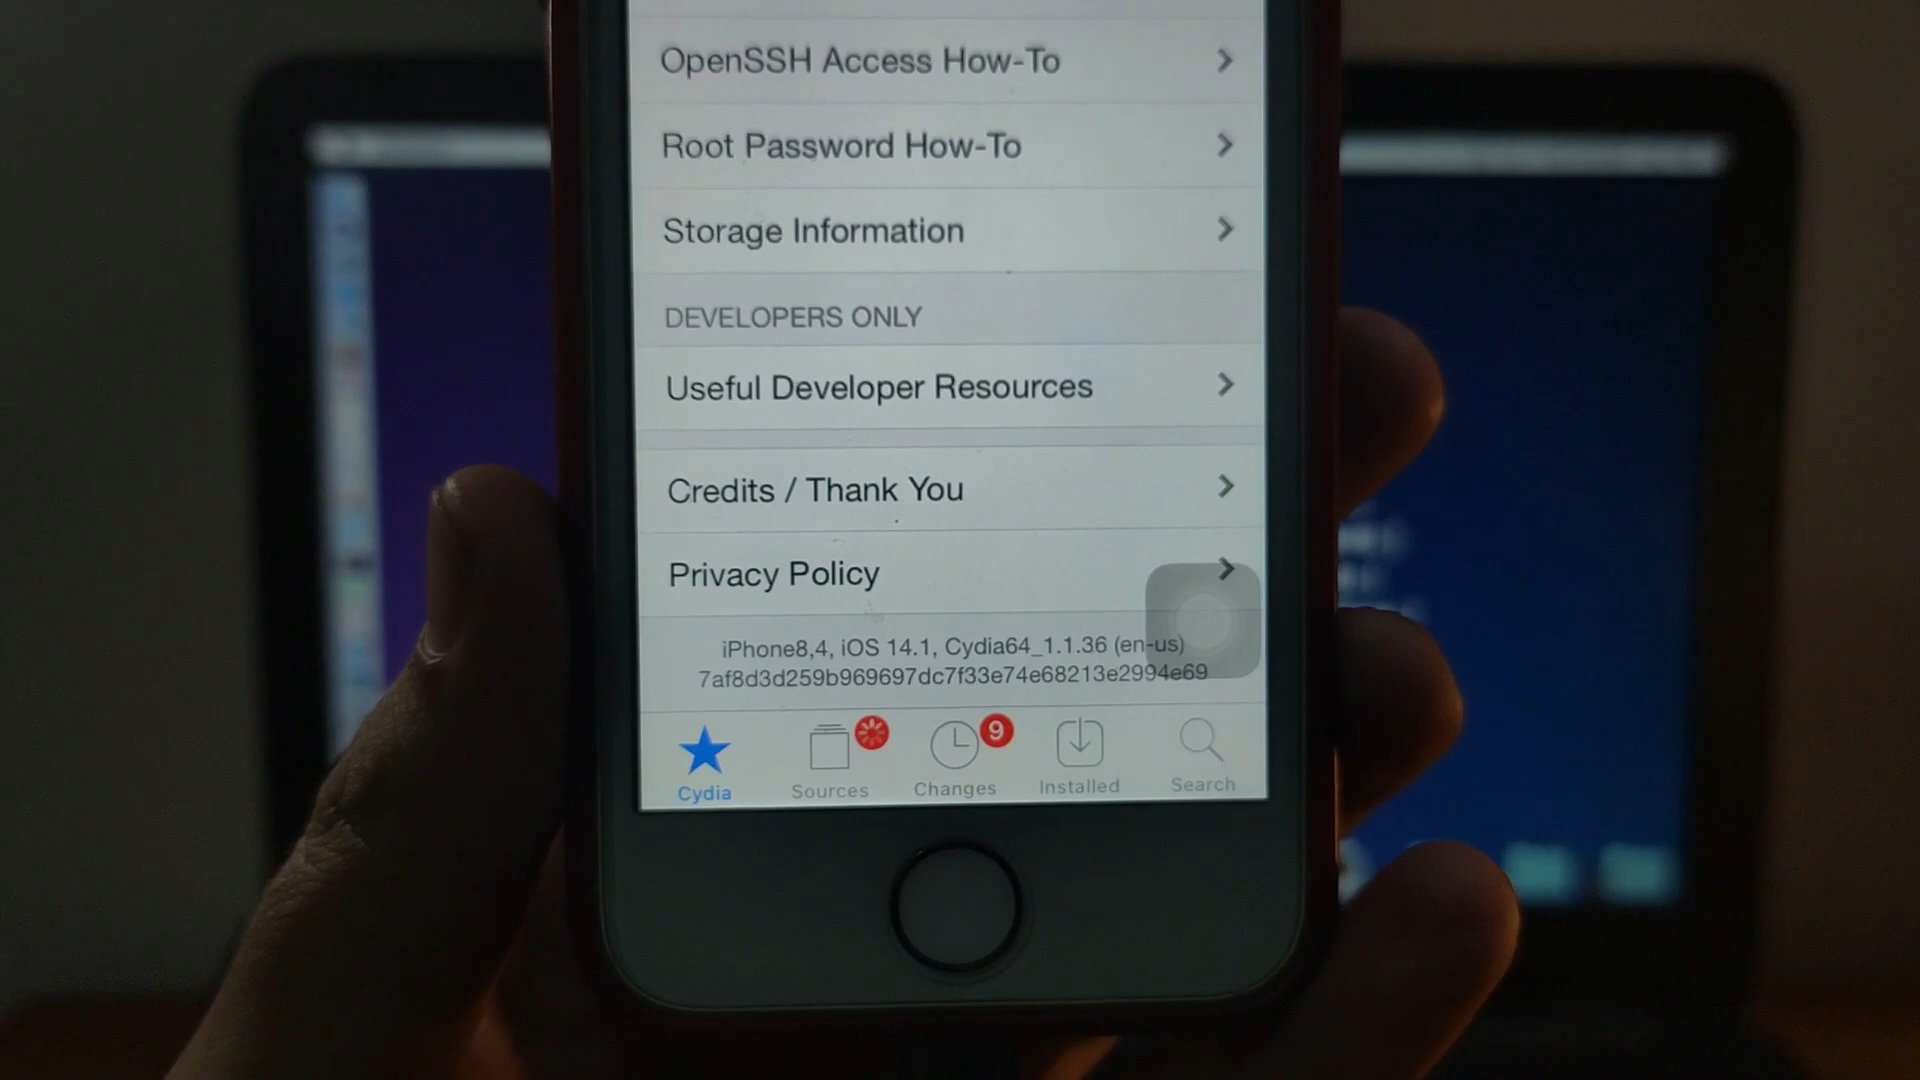 OpenSSH Access How-To
Root Password How-To
Storage Information
DEVELOPERS ONLY
Useful Developer Resources
Credits / Thank You
Privacy Policy
iPhone8,4, iOS 14.1, Cydia64_1.1.36 (en-us)
7af8d3d259b969697dc7f33e74e68213e2994e69
9
Cydia
Sources
Changes
Installed
Search